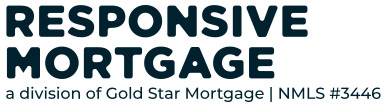 RESPONSIVE
MORTGAGE
a division of Gold Star Mortgage | NMLS #3446